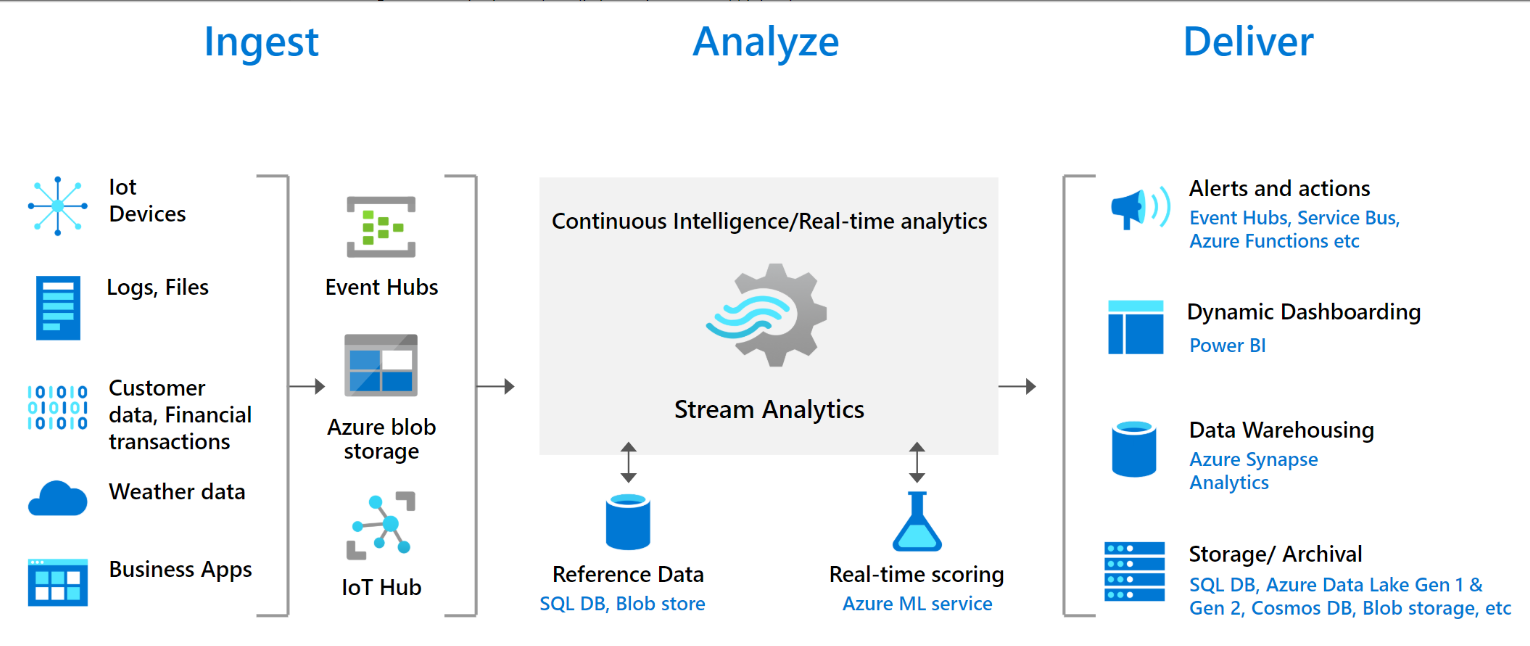 Ingest
Analyze
Deliver
Iot
Devices
Logs, Files
Customer
data, Financial
transactions
Weather data
Business Apps
Event Hubs
Azure blob
storage
IoT Hub
Continuous Intelligence/Real-time analytics
Stream Analytics
Reference Data
SQL DB, Blob store
Real-time scoring
Azure ML service
Alerts and actions
Event Hubs, Service Bus,
Azure Functions etc
Dynamic Dashboarding
Power BI
Data Warehousing
Azure Synapse
Analytics
Storage/ Archival
SQL DB, Azure Data Lake Gen 1 &
Gen 2, Cosmos DB, Blob storage, etc